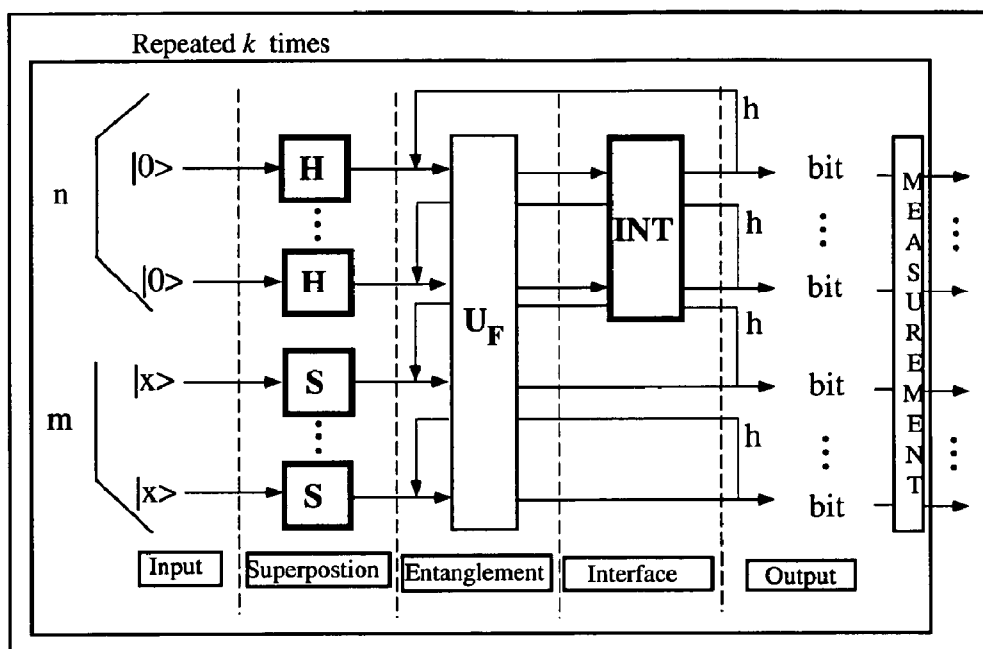 Repeated k times
h
|0> H bit
n
INT h
|0> H bit
U_F
h
|x> S bit
m
h
|x> S bit
MEASUREMENT
Input Superpostion Entanglement Interface Output